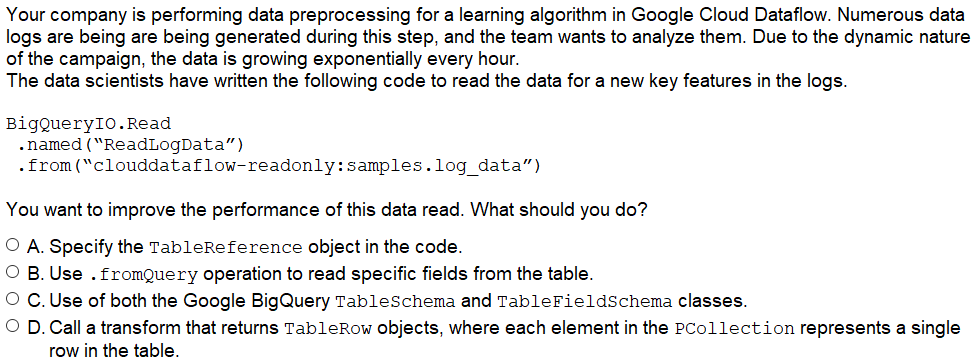 Your company is performing data preprocessing for a learning algorithm in Google Cloud Dataflow. Numerous data
logs are being are being generated during this step, and the team wants to analyze them. Due to the dynamic nature
of the campaign, the data is growing exponentially every hour.
The data scientists have written the following code to read the data for a new key features in the logs.
BigQueryIO.Read
.named(“ReadLogData”)
.from(“clouddataflow-readonly:samples.log_data”)
You want to improve the performance of this data read. What should you do?
A. Specify the TableReference object in the code.
B. Use .fromQuery operation to read specific fields from the table.
C. Use of both the Google BigQuery TableSchema and TableFieldSchema classes.
D. Call a transform that returns TableRow objects, where each element in the PCollection represents a single
row in the table.